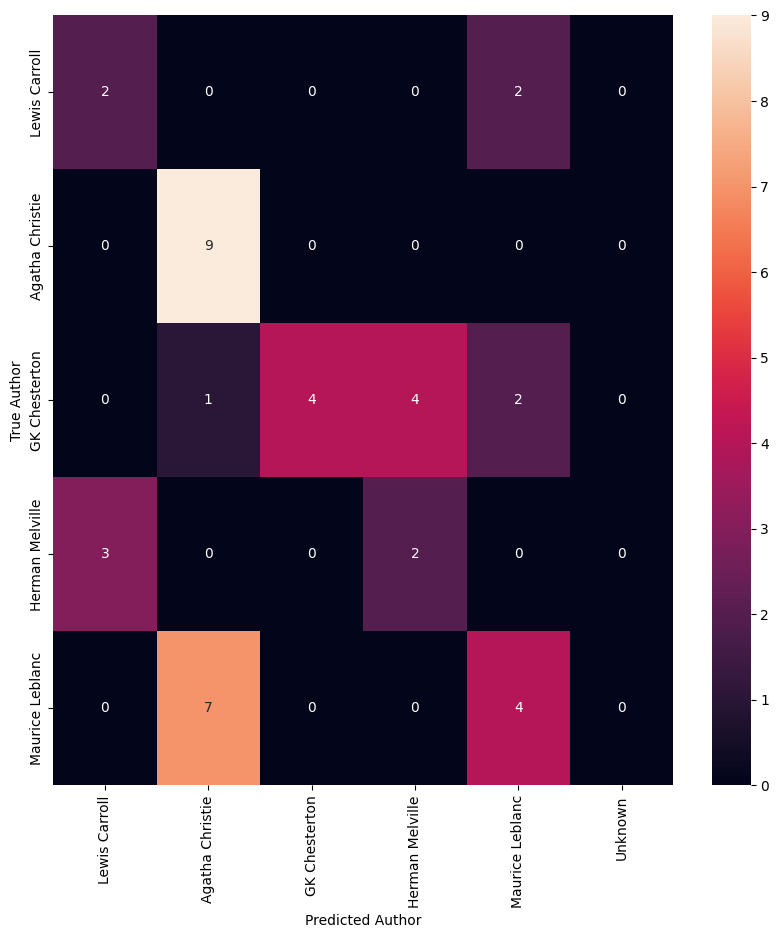 Lewis Carroll 2 0 0 0 2 0
Agatha Christie 0 9 0 0 0 0
GK Chesterton 0 1 4 4 2 0
Herman Melville 3 0 0 2 0 0
Maurice Leblanc 0 7 0 0 4 0
True Author
Lewis Carroll
Agatha Christie
GK Chesterton
Herman Melville
Maurice Leblanc
Unknown
Predicted Author
9
8
7
6
5
4
3
2
1
0